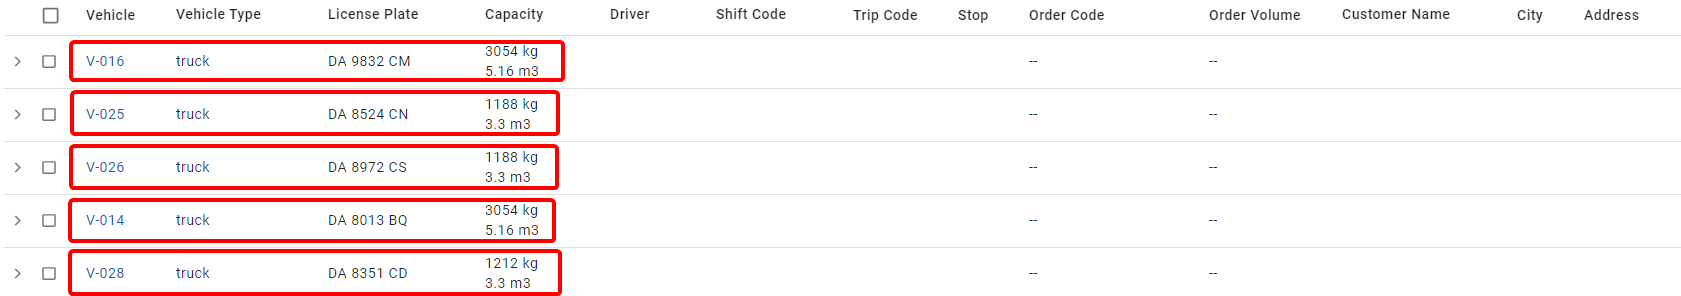 Vehicle Vehicle Type License Plate Capacity Driver Shift Code Trip Code Stop Order Code Order Volume Customer Name City Address
V-016 truck DA 9832 CM 3054 kg -- --
5.16 m3
V-025 truck DA 8524 CN 1188 kg -- --
3.3 m3
V-026 truck DA 8972 CS 1188 kg -- --
3.3 m3
V-014 truck DA 8013 BQ 3054 kg -- --
5.16 m3
V-028 truck DA 8351 CD 1212 kg -- --
3.3 m3